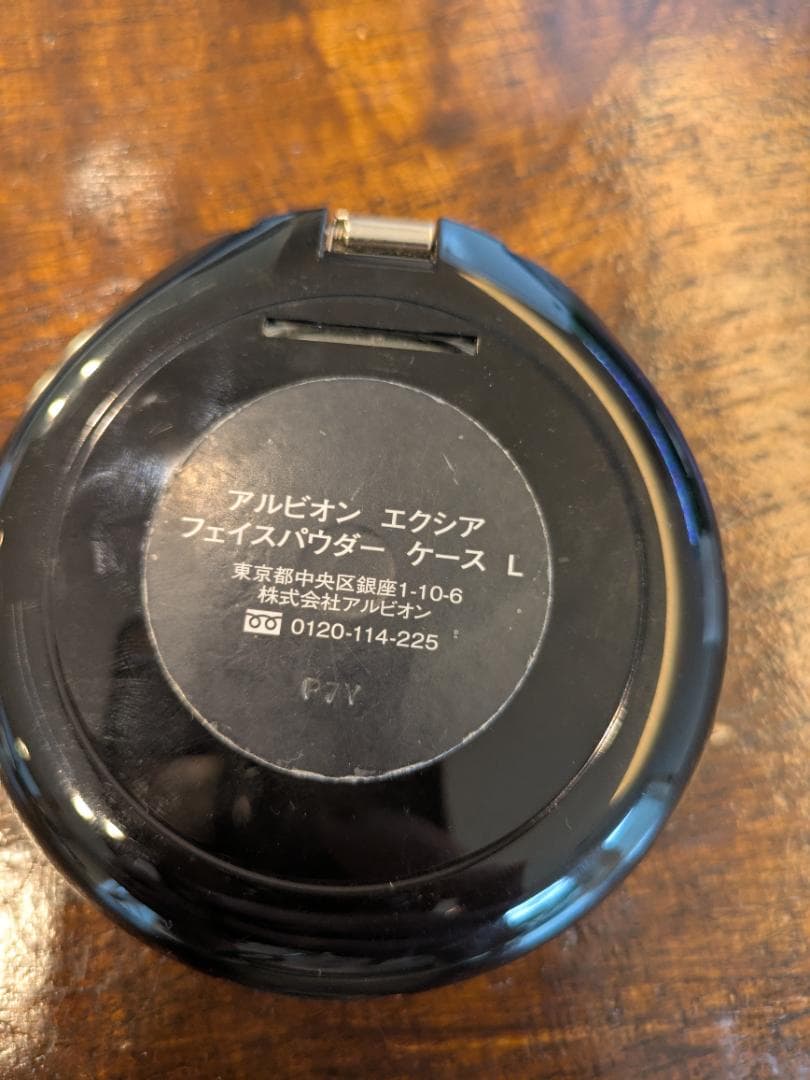 アルビオン エクシア
フェイスパウダー ケース L
東京都中央区銀座1-10-6
株式会社アルビオン
0120-114-225
P7Y